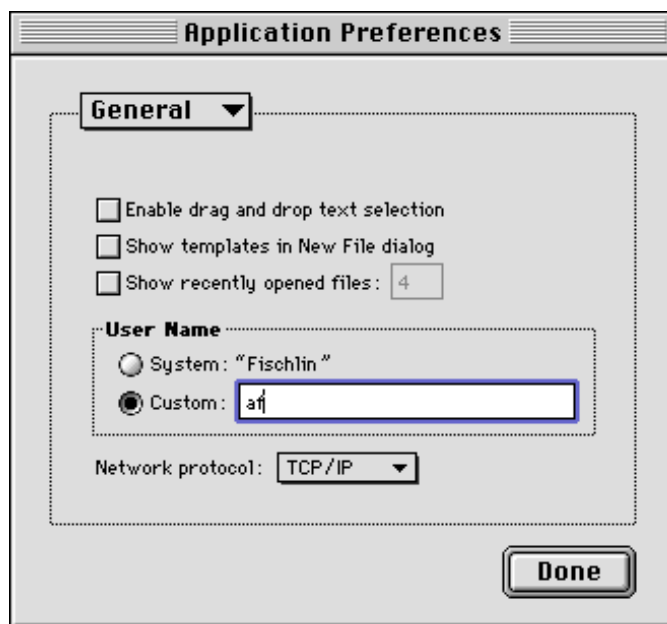 Application Preferences
General
Enable drag and drop text selection
Show templates in New File dialog
Show recently opened files: 4
User Name
System: "Fischlin"
Custom: af
Network protocol: TCP/IP
Done